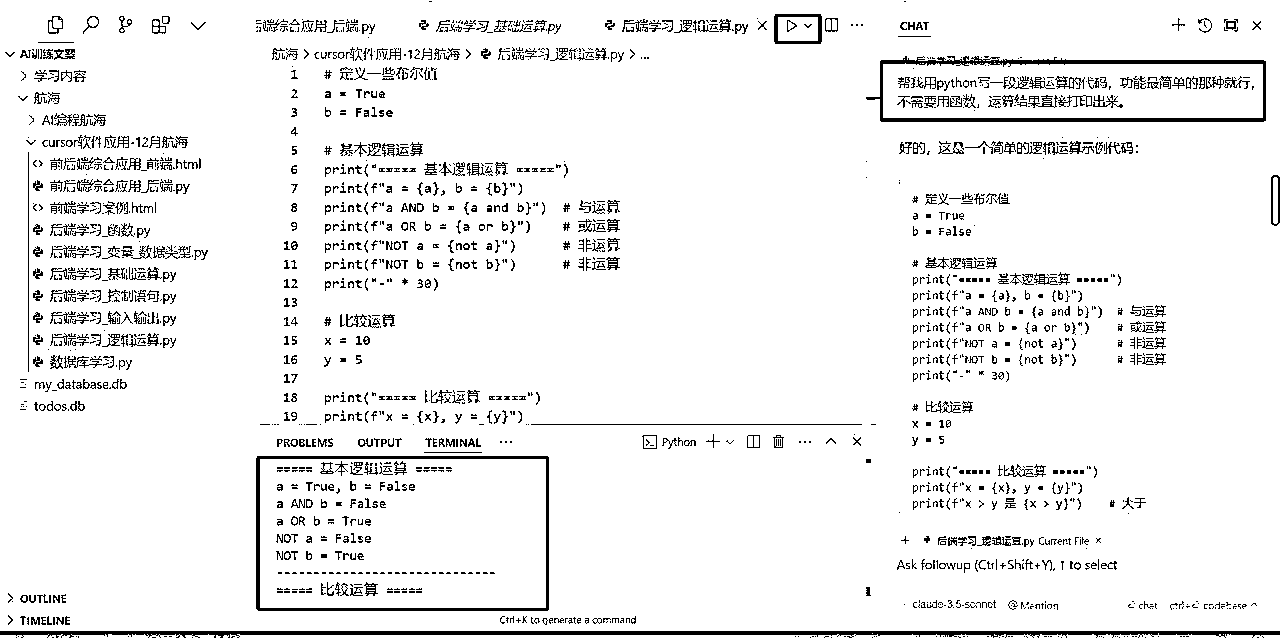 后端综合应用_后端.py
后端学习_基础运算.py
后端学习_逻辑运算.py
CHAT
AI训练文案
学习内容
航海
AI编程航海
cursor软件应用-12月航海
前后端综合应用_前端.html
前后端综合应用_后端.py
前端学习案例.html
后端学习_函数.py
后端学习_变量_数据类型.py
后端学习_基础运算.py
后端学习_控制语句.py
后端学习_输入输出.py
后端学习_逻辑运算.py
数据库学习.py
my_database.db
todos.db
OUTLINE
TIMELINE
航海 > cursor软件应用-12月航海 > 后端学习_逻辑运算.py > ...
1 # 定义一些布尔值
2 a = True
3 b = False
4
5 # 基本逻辑运算
6 print("===== 基本逻辑运算 =====")
7 print(f"a = {a}, b = {b}")
8 print(f"a AND b = {a and b}") # 与运算
9 print(f"a OR b = {a or b}") # 或运算
10 print(f"NOT a = {not a}") # 非运算
11 print(f"NOT b = {not b}") # 非运算
12 print("-" * 30)
13
14 # 比较运算
15 x = 10
16 y = 5
17
18 print("===== 比较运算 =====")
19 print(f"x = {x}, y = {y}")
PROBLEMS OUTPUT TERMINAL ... Python
===== 基本逻辑运算 =====
a = True, b = False
a AND b = False
a OR b = True
NOT a = False
NOT b = True
------------------------------
===== 比较运算 =====
Ctrl+K to generate a command
帮我用python写一段逻辑运算的代码，功能最简单的那种就行，
不需要用函数，运算结果直接打印出来。
好的，这是一个简单的逻辑运算示例代码：
# 定义一些布尔值
a = True
b = False
# 基本逻辑运算
print("===== 基本逻辑运算 =====")
print(f"a = {a}, b = {b}")
print(f"a AND b = {a and b}") # 与运算
print(f"a OR b = {a or b}") # 或运算
print(f"NOT a = {not a}") # 非运算
print(f"NOT b = {not b}") # 非运算
print("-" * 30)
# 比较运算
x = 10
y = 5
print("===== 比较运算 =====")
print(f"x = {x}, y = {y}")
print(f"x > y 是 {x > y}") # 大于
+ 后端学习_逻辑运算.py Current File ×
Ask followup (Ctrl+Shift+Y), ↑ to select
claude-3.5-sonnet @ Mention chat ctrl+ codebase